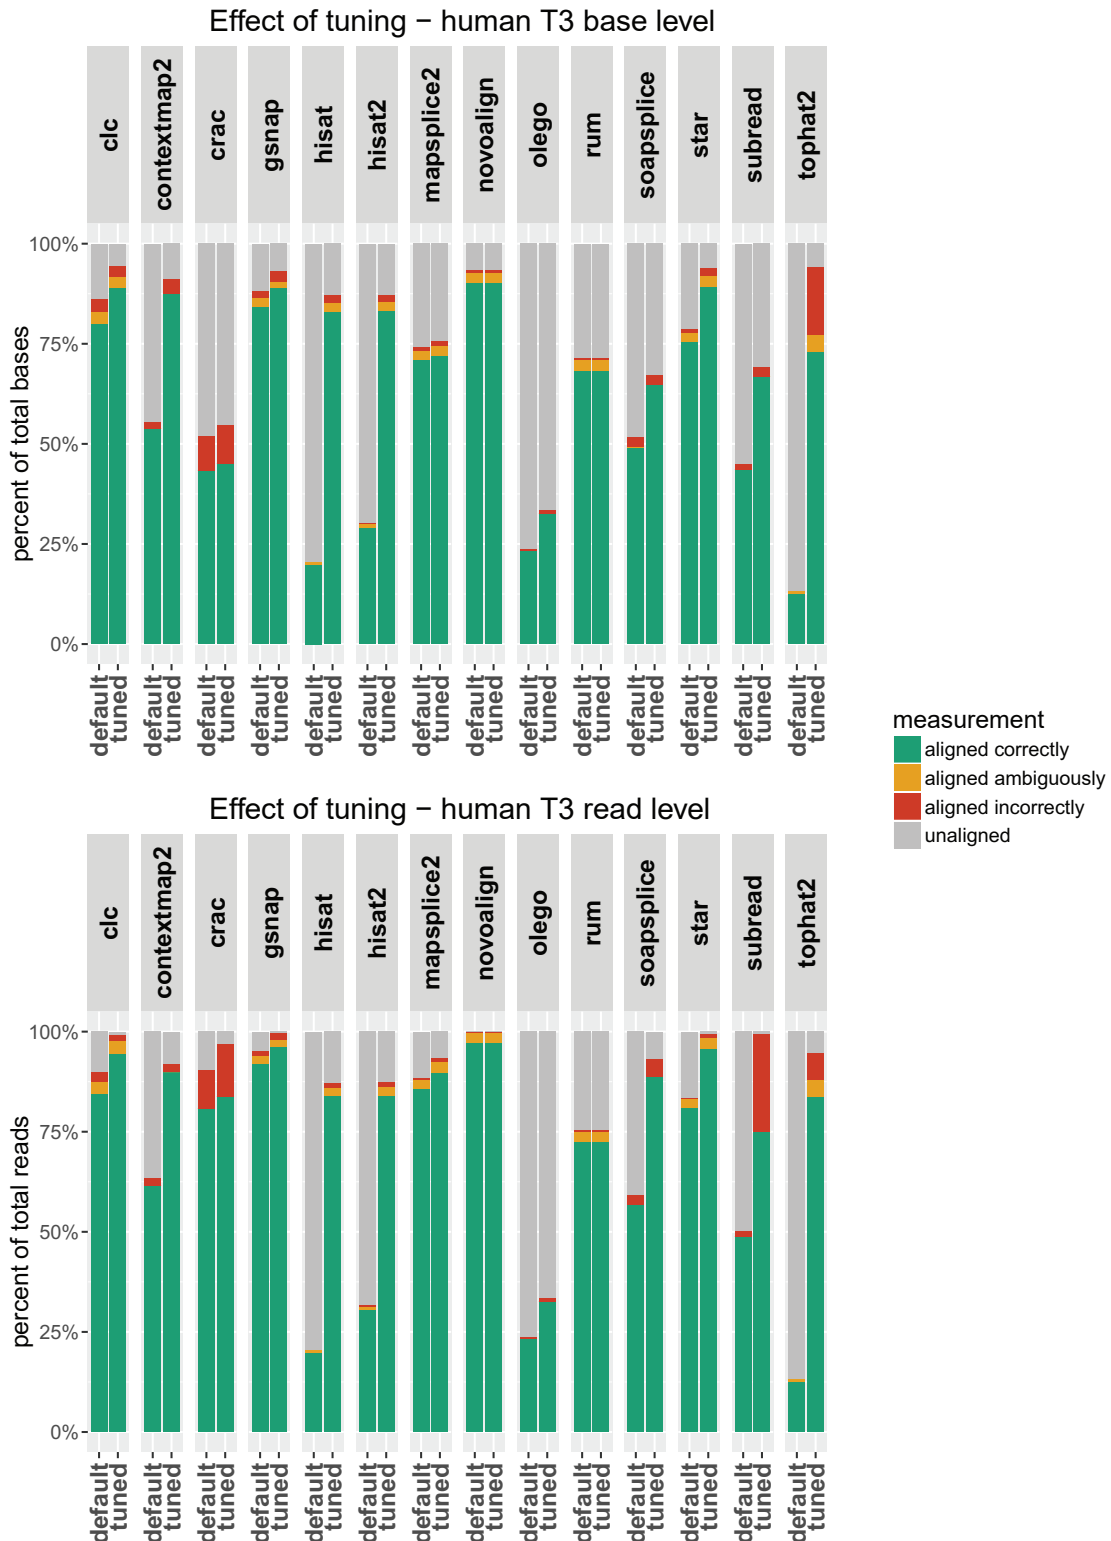 Effect of tuning − human T3 base level
clc contextmap2 crac gsnap hisat hisat2 mapsplice2 novoalign olego rum soapsplice star subread tophat2
100%
75%
50%
25%
0%
percent of total bases
default tuned default tuned default tuned default tuned default tuned default tuned default tuned default tuned default tuned default tuned default tuned default tuned default tuned default tuned
measurement
aligned correctly
aligned ambiguously
aligned incorrectly
unaligned
Effect of tuning − human T3 read level
clc contextmap2 crac gsnap hisat hisat2 mapsplice2 novoalign olego rum soapsplice star subread tophat2
100%
75%
50%
25%
0%
percent of total reads
default tuned default tuned default tuned default tuned default tuned default tuned default tuned default tuned default tuned default tuned default tuned default tuned default tuned default tuned